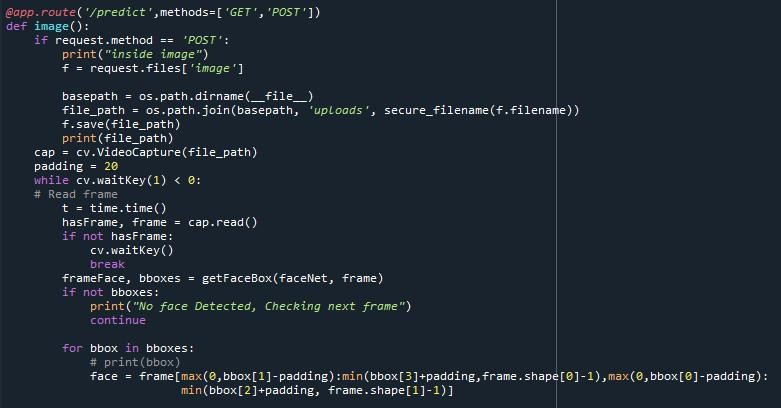 @app.route('/predict',methods=['GET','POST'])
def image():
    if request.method == 'POST':
        print("inside image")
        f = request.files['image']

        basepath = os.path.dirname(__file__)
        file_path = os.path.join(basepath, 'uploads', secure_filename(f.filename))
        f.save(file_path)
        print(file_path)
    cap = cv.VideoCapture(file_path)
    padding = 20
    while cv.waitKey(1) < 0:
    # Read frame
        t = time.time()
        hasFrame, frame = cap.read()
        if not hasFrame:
            cv.waitKey()
            break
        frameFace, bboxes = getFaceBox(faceNet, frame)
        if not bboxes:
            print("No face Detected, Checking next frame")
            continue

        for bbox in bboxes:
            # print(bbox)
            face = frame[max(0,bbox[1]-padding):min(bbox[3]+padding,frame.shape[0]-1),max(0,bbox[0]-padding):
                         min(bbox[2]+padding, frame.shape[1]-1)]